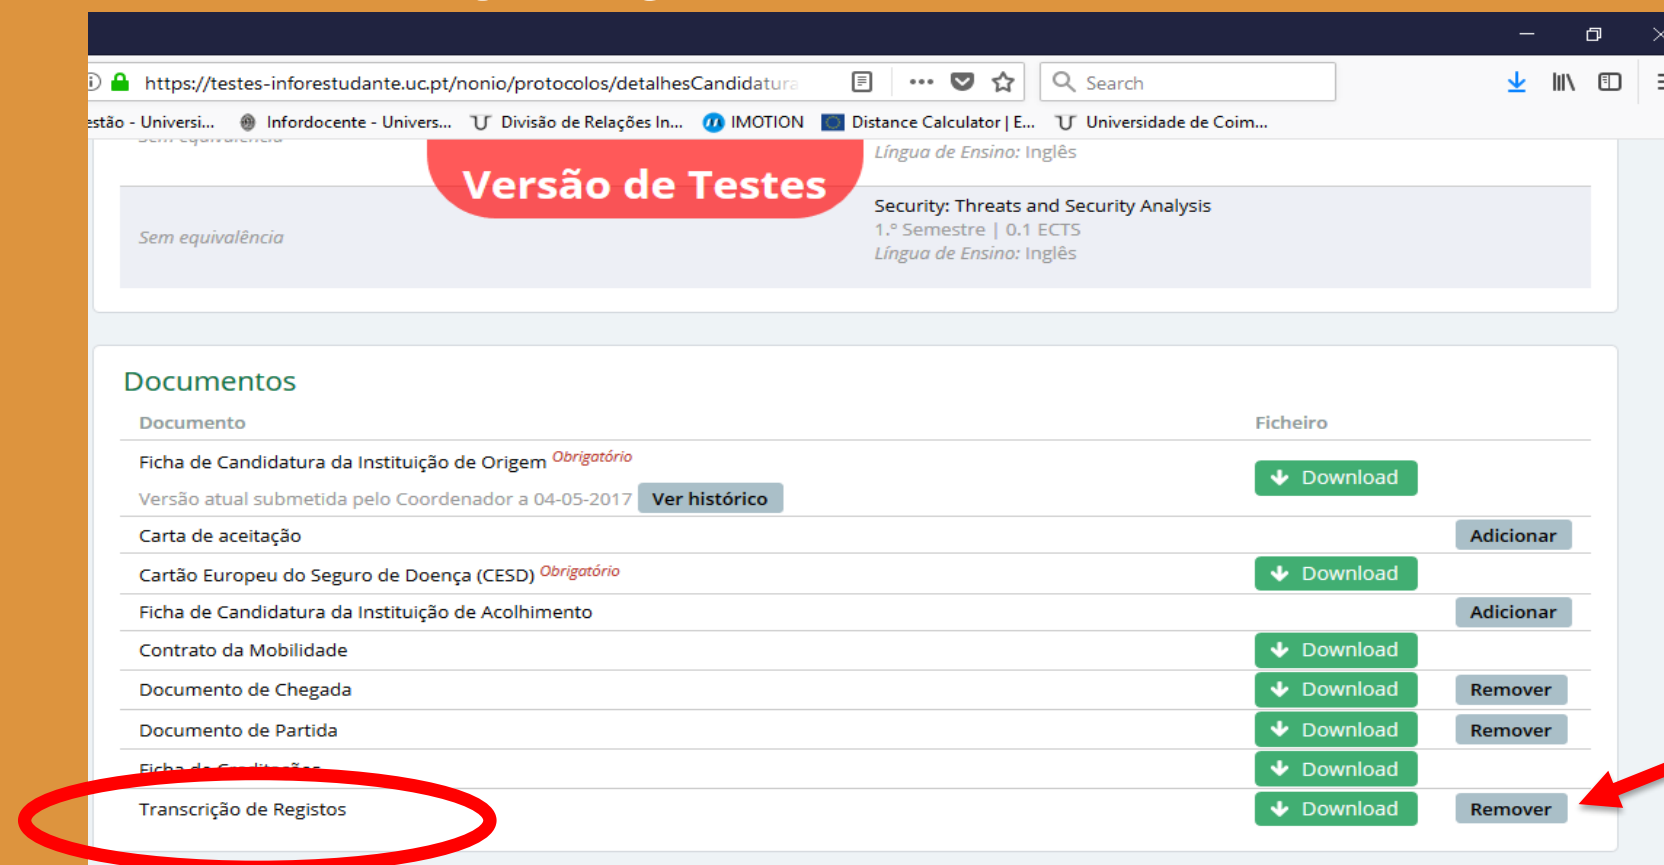 https://testes-inforestudante.uc.pt/nonio/protocolos/detalhesCandidatura
Search
estão - Universi... Infordocente - Univers... Divisão de Relações In... IMOTION Distance Calculator | E... Universidade de Coim...
Sem equivalência
Língua de Ensino: Inglês
Versão de Testes
Security: Threats and Security Analysis
Sem equivalência
1.º Semestre | 0.1 ECTS
Língua de Ensino: Inglês
Documentos
Documento Ficheiro
Ficha de Candidatura da Instituição de Origem Obrigatório
Download
Versão atual submetida pelo Coordenador a 04-05-2017 Ver histórico
Carta de aceitação Adicionar
Cartão Europeu do Seguro de Doença (CESD) Obrigatório Download
Ficha de Candidatura da Instituição de Acolhimento Adicionar
Contrato da Mobilidade Download
Documento de Chegada Download Remover
Documento de Partida Download Remover
Ficha de Creditações Download
Transcrição de Registos Download Remover